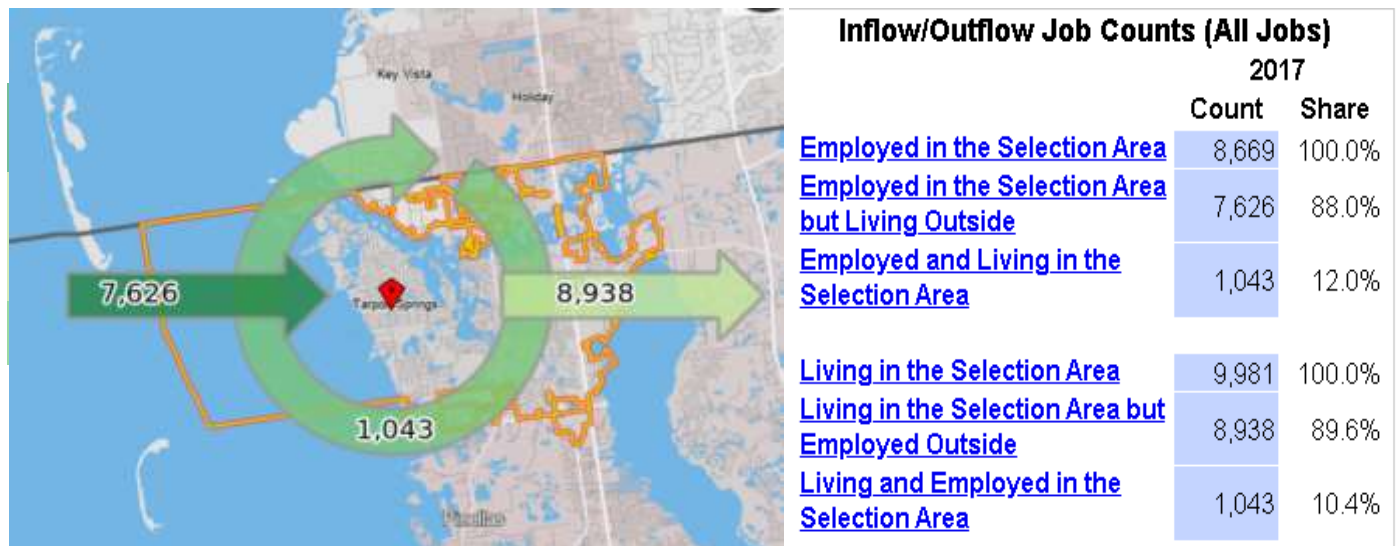 Key Vista
Holiday
7,626
8,938
Tarpon Springs
1,043
Inflow/Outflow Job Counts (All Jobs)
2017
Count Share
Employed in the Selection Area 8,669 100.0%
Employed in the Selection Area
but Living Outside 7,626 88.0%
Employed and Living in the
Selection Area 1,043 12.0%
Living in the Selection Area 9,981 100.0%
Living in the Selection Area but
Employed Outside 8,938 89.6%
Living and Employed in the
Selection Area 1,043 10.4%